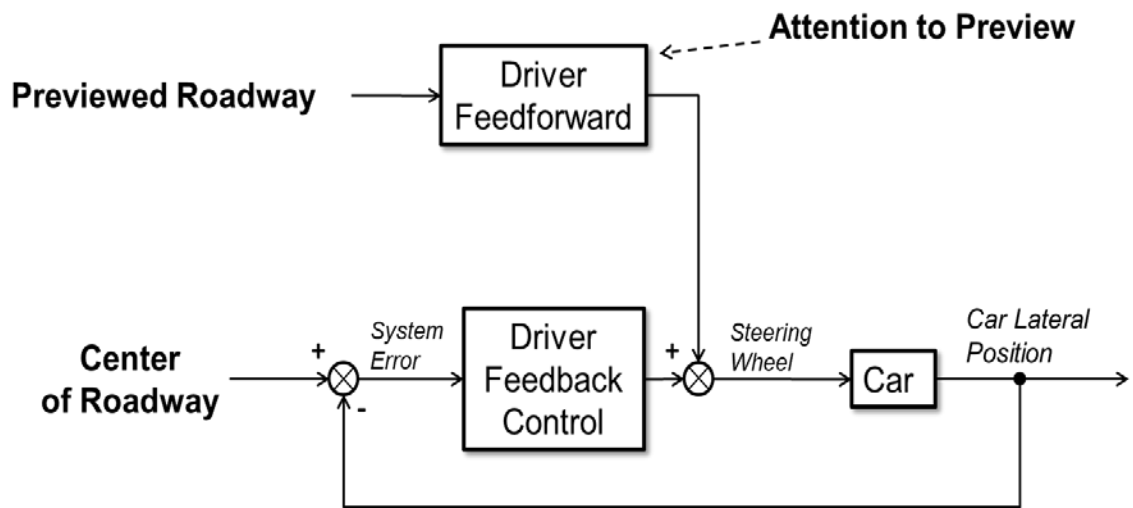 Attention to Preview
Driver
Feedforward
Previewed Roadway
Center
of Roadway
+
-
System
Error
Driver
Feedback
Control
+
Steering
Wheel
Car
Car Lateral
Position